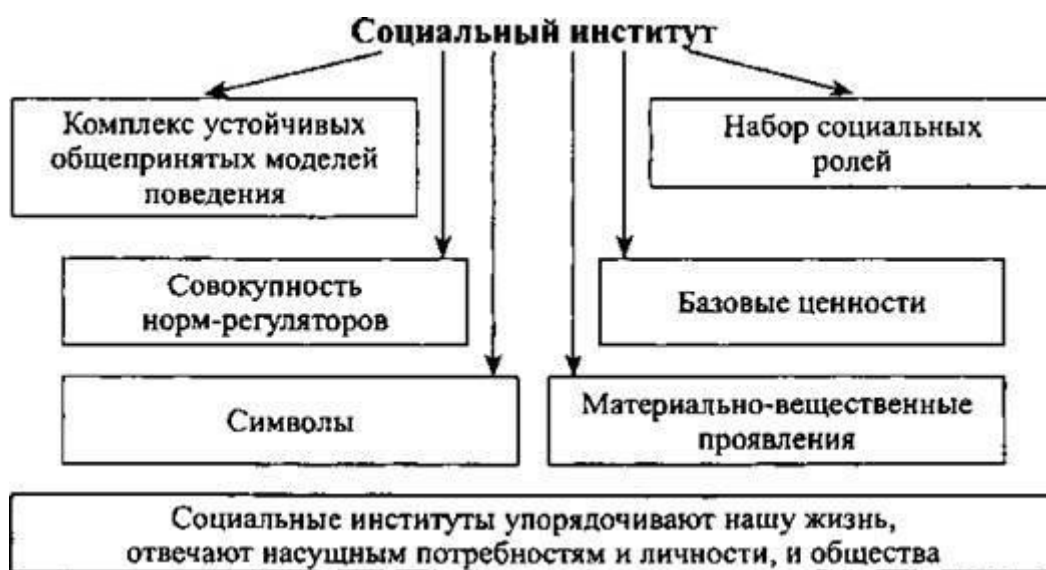 Социальный институт
Комплекс устойчивых
общепринятых моделей
поведения
Набор социальных
ролей
Совокупность
норм-регуляторов
Базовые ценности
Символы
Материально-вещественные
проявления
Социальные институты упорядочивают нашу жизнь,
отвечают насущным потребностям и личности, и общества